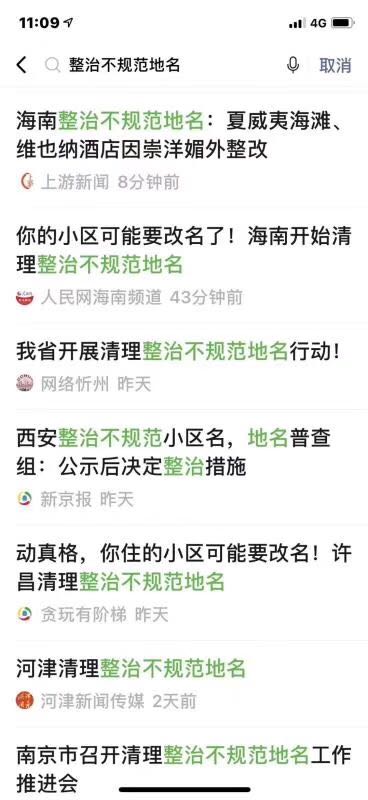 11:09
4G
整治不规范地名
取消
海南整治不规范地名：夏威夷海滩、
维也纳酒店因崇洋媚外整改
上游新闻 8分钟前
你的小区可能要改名了！海南开始清
理整治不规范地名
人民网海南频道 43分钟前
我省开展清理整治不规范地名行动！
网络忻州 昨天
西安整治不规范小区名，地名普查
组：公示后决定整治措施
新京报 昨天
动真格，你住的小区可能要改名！许
昌清理整治不规范地名
贪玩有阶梯 昨天
河津清理整治不规范地名
河津新闻传媒 2天前
南京市召开清理整治不规范地名工作
推进会